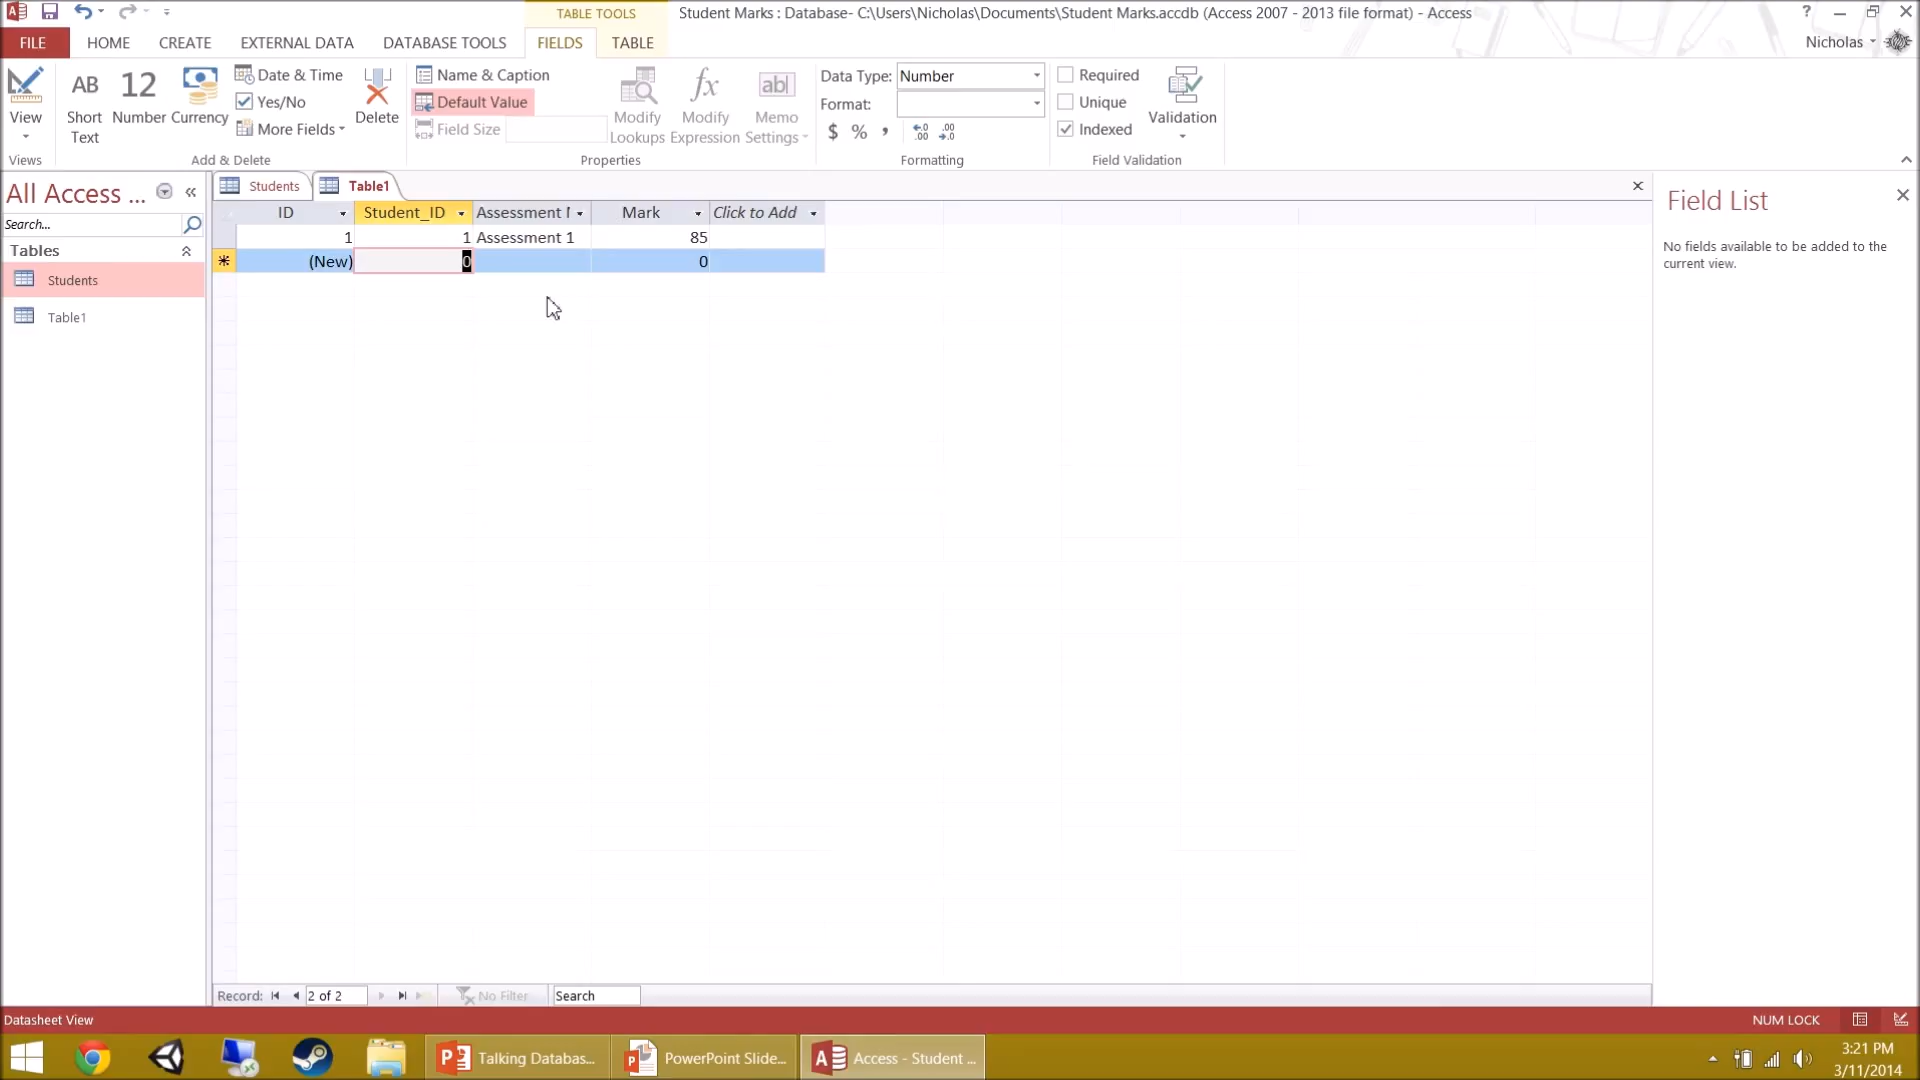 TABLE TOOLS
Student Marks : Database- C:\Users\Nicholas\Documents\Student Marks.accdb (Access 2007 - 2013 file format) - Access
?
FILE
HOME
CREATE
EXTERNAL DATA
DATABASE TOOLS
FIELDS
TABLE
Nicholas
View
AB
Short
Text
12
Number
Currency
Date & Time
Yes/No
More Fields
Delete
Name & Caption
Default Value
Field Size
Modify
Lookups
fx
Modify
Expression
ab|
Memo
Settings
Data Type: Number
Format:
$ % , .00 .00
Required
Unique
Indexed
Validation
Views
Add & Delete
Properties
Formatting
Field Validation
All Access ...
Search...
Tables
Students
Table1
Students
Table1
ID Student_ID Assessment Mark Click to Add
1 1 Assessment 1 85
(New) 0 0
Field List
No fields available to be added to the
current view.
Record: 2 of 2 No Filter Search
Datasheet View
NUM LOCK
Talking Databas...
PowerPoint Slide...
Access - Student ...
3:21 PM
3/11/2014